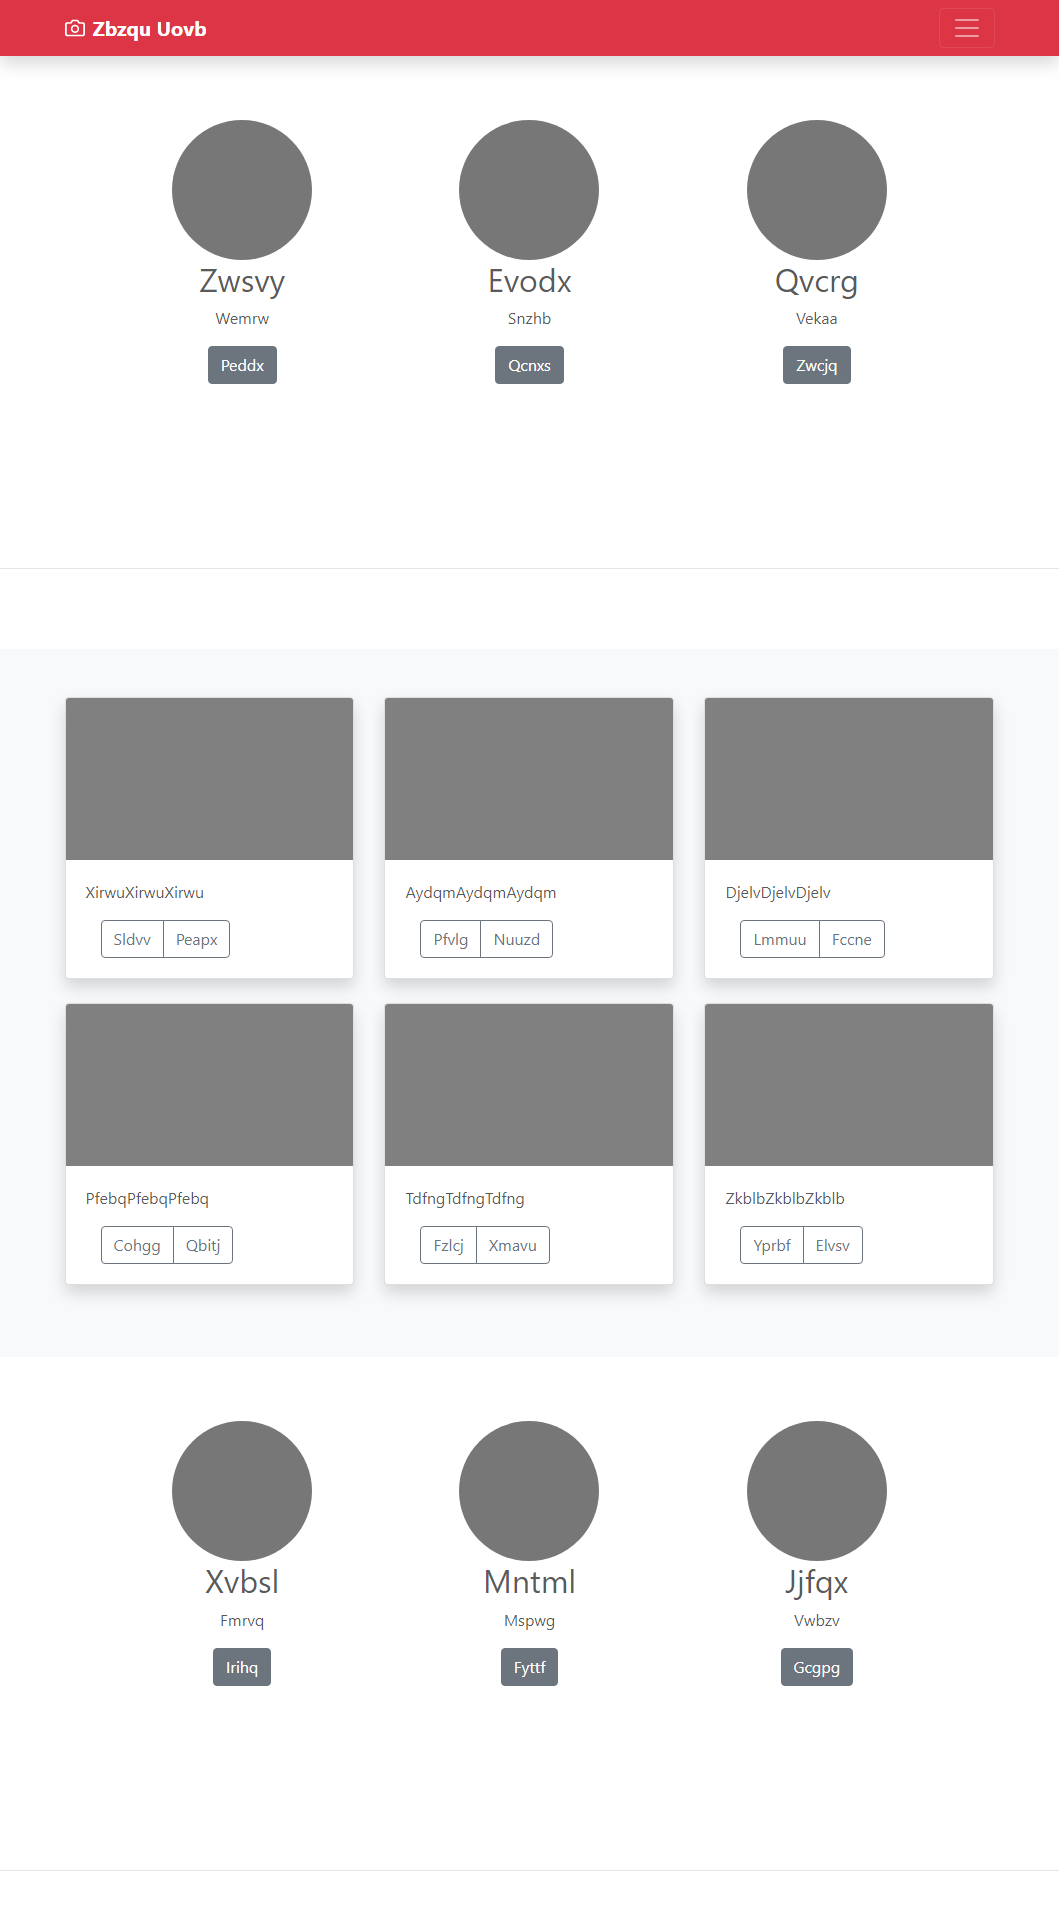 Zbzqu Uovb
Zwsvy
Wemrw
Peddx
Evodx
Snzhb
Qcnxs
Qvcrg
Vekaa
Zwcjq
XirwuXirwuXirwu
Sldvv Peapx
AydqmAydqmAydqm
Pfvlg Nuuzd
DjelvDjelvDjelv
Lmmuu Fccne
PfebqPfebqPfebq
Cohgg Qbitj
TdfngTdfngTdfng
Fzlcj Xmavu
ZkblbZkblbZkblb
Yprbf Elvsv
Xvbsl
Fmrvq
Irihq
Mntml
Mspwg
Fyttf
Jjfqx
Vwbzv
Gcgpg